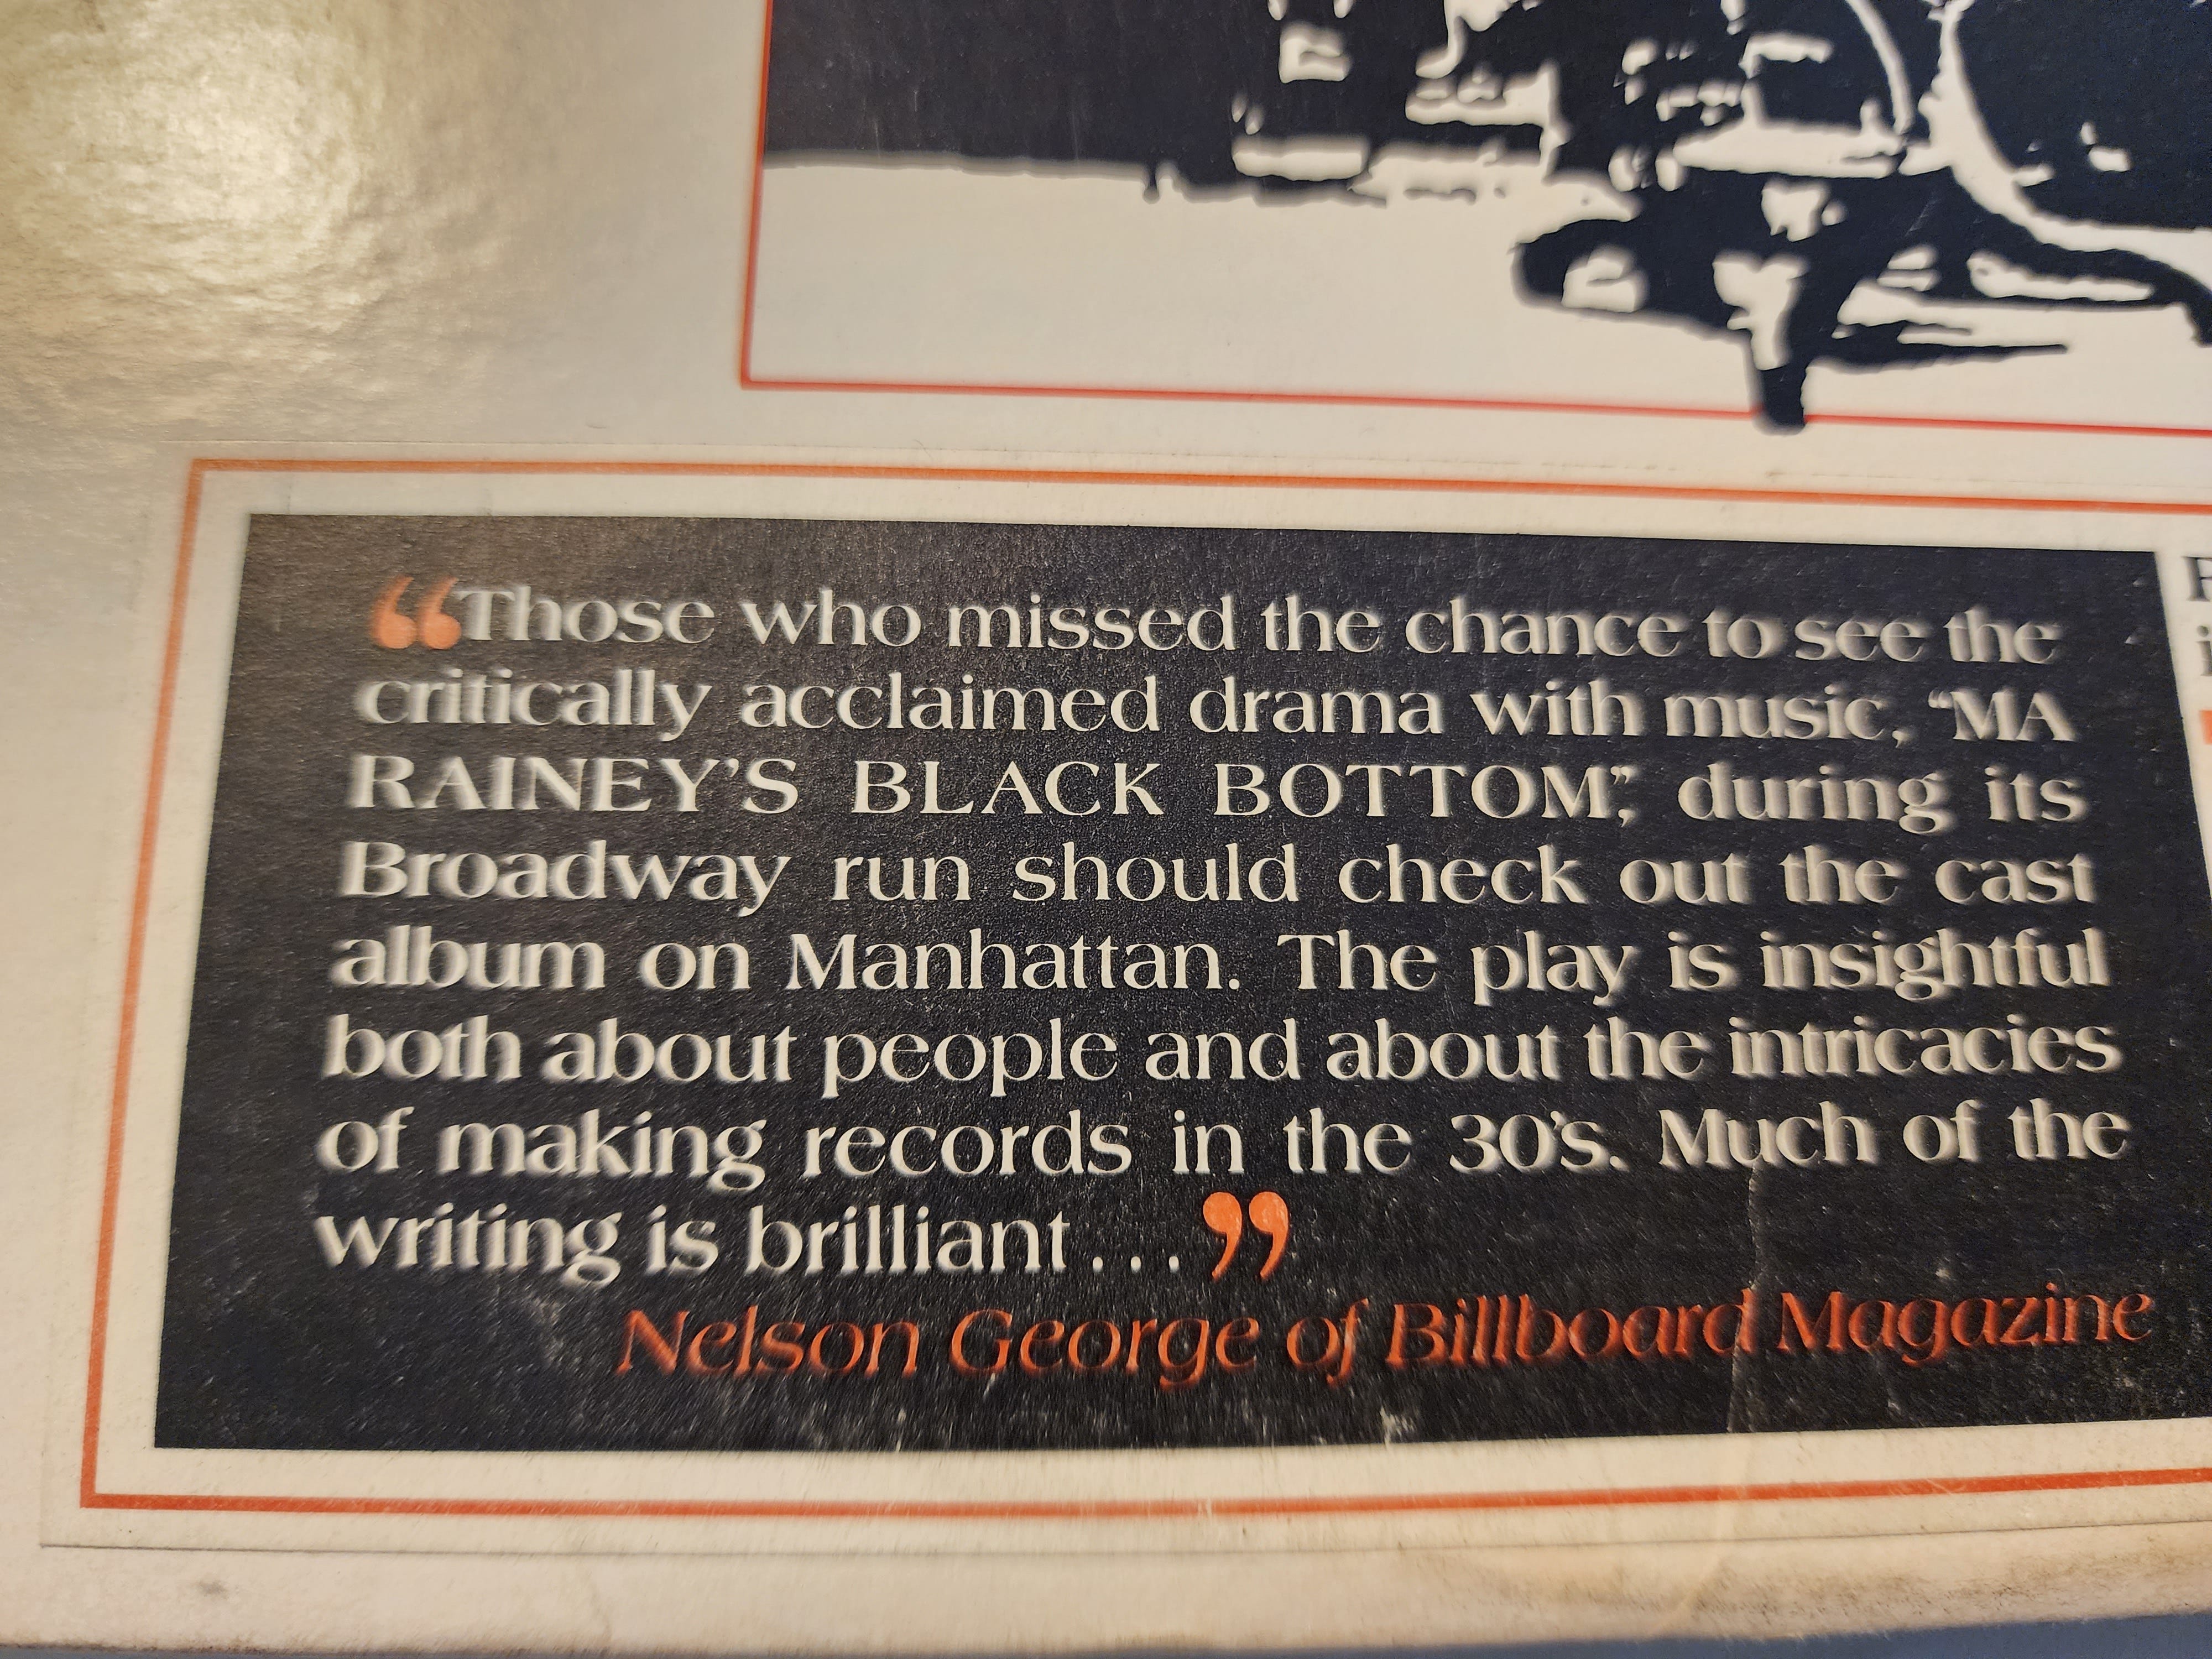 “Those who missed the chance to see the
critically acclaimed drama with music, “MA
RAINEY’S BLACK BOTTOM”, during its
Broadway run should check out the cast
album on Manhattan. The play is insightful
both about people and about the intricacies
of making records in the 30’s. Much of the
writing is brilliant . . . ”
Nelson George of Billboard Magazine